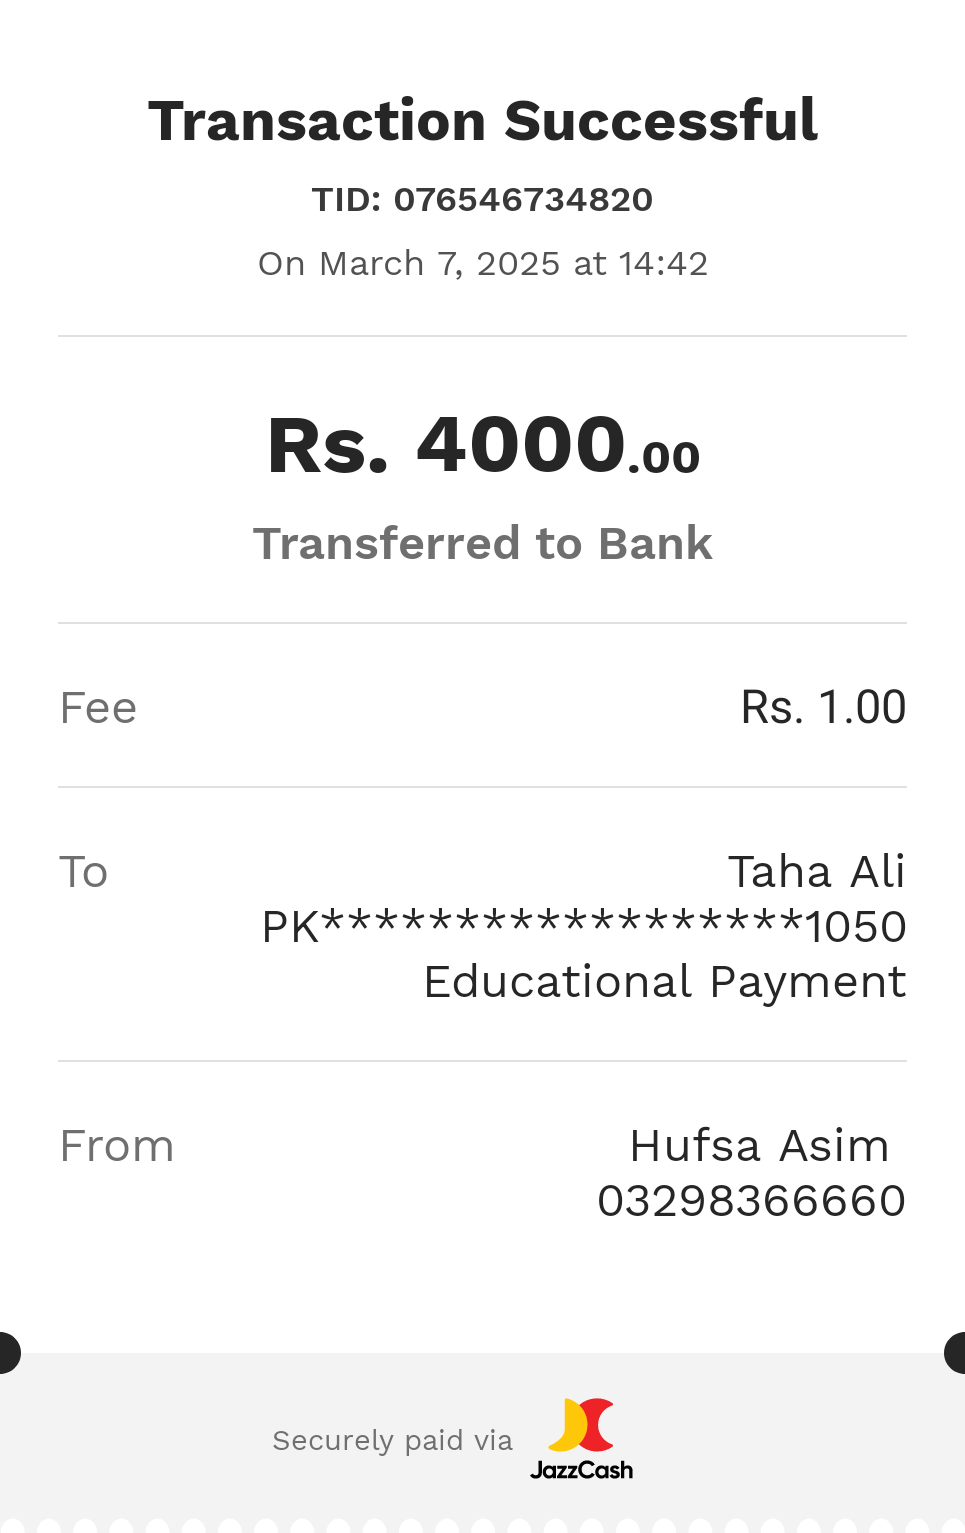 Transaction Successful
TID: 076546734820
On March 7, 2025 at 14:42
Rs. 4000.00
Transferred to Bank
Fee Rs. 1.00
To Taha Ali
PK******************1050
Educational Payment
From Hufsa Asim
03298366660
Securely paid via JazzCash